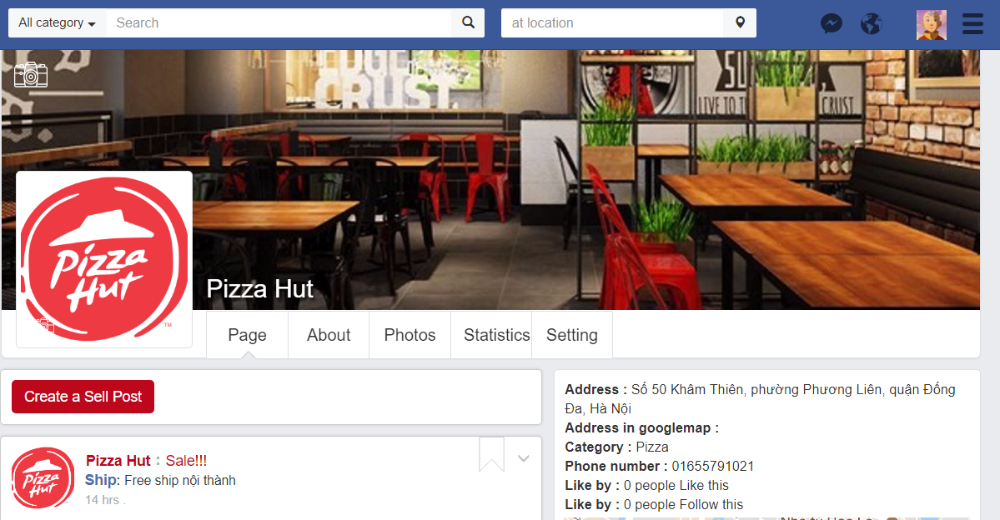 All category
Search
at location
EDGE
CRUST
LIVE TO T
CRUST
Pizza
Hut
TM
Pizza Hut
Page
About
Photos
Statistics
Setting
Create a Sell Post
Address : Số 50 Khâm Thiên, phường Phương Liên, quận Đống
Đa, Hà Nội
Address in googlemap :
Category : Pizza
Phone number : 01655791021
Like by : 0 people Like this
Like by : 0 people Follow this
Pizza
Hut
Pizza Hut : Sale!!!
Ship: Free ship nội thành
14 hrs .